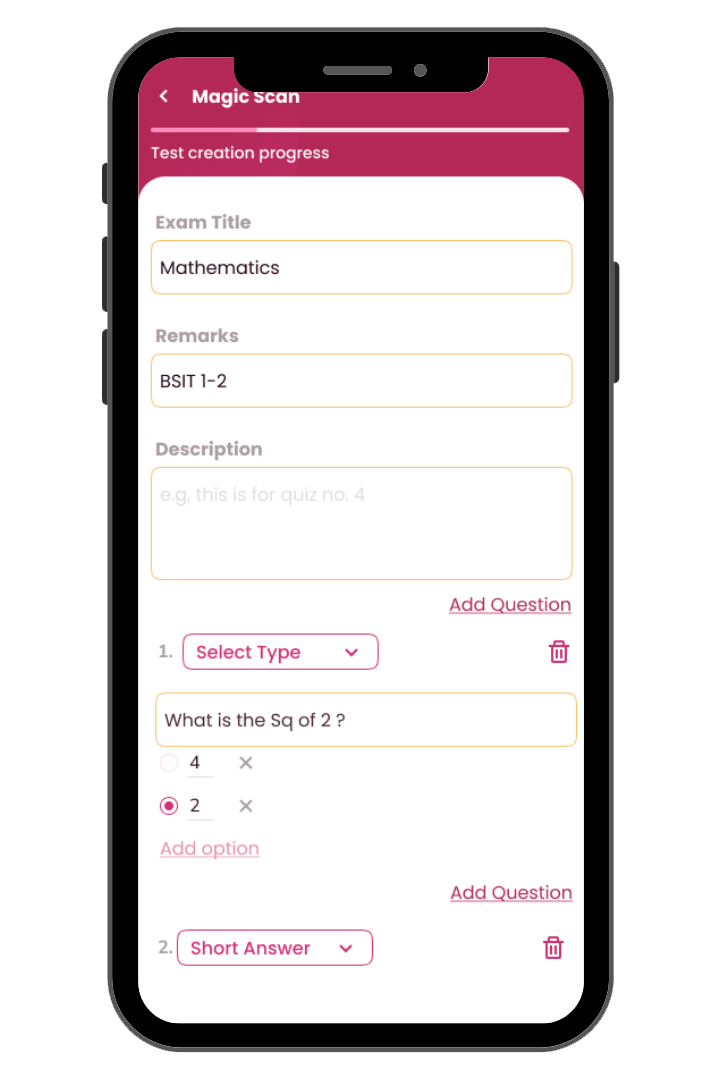 Magic Scan
Test creation progress
Exam Title
Mathematics
Remarks
BSIT 1-2
Description
e.g, this is for quiz no. 4
Add Question
1. Select Type
What is the Sq of 2 ?
4
2
Add option
Add Question
2. Short Answer